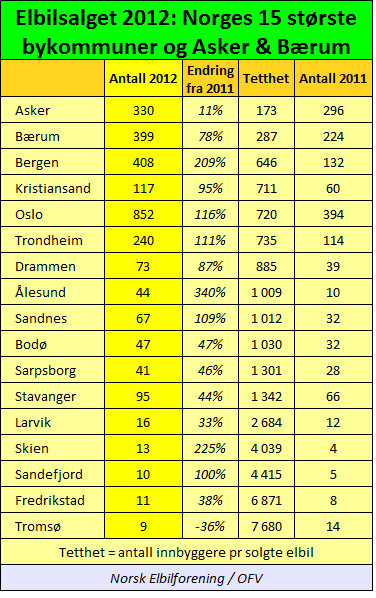 Elbilsalget 2012: Norges 15 største
bykommuner og Asker & Bærum
Antall 2012 Endring fra 2011 Tetthet Antall 2011
Asker 330 11% 173 296
Bærum 399 78% 287 224
Bergen 408 209% 646 132
Kristiansand 117 95% 711 60
Oslo 852 116% 720 394
Trondheim 240 111% 735 114
Drammen 73 87% 885 39
Ålesund 44 340% 1 009 10
Sandnes 67 109% 1 012 32
Bodø 47 47% 1 030 32
Sarpsborg 41 46% 1 301 28
Stavanger 95 44% 1 342 66
Larvik 16 33% 2 684 12
Skien 13 225% 4 039 4
Sandefjord 10 100% 4 415 5
Fredrikstad 11 38% 6 871 8
Tromsø 9 -36% 7 680 14
Tetthet = antall innbyggere pr solgte elbil
Norsk Elbilforening / OFV